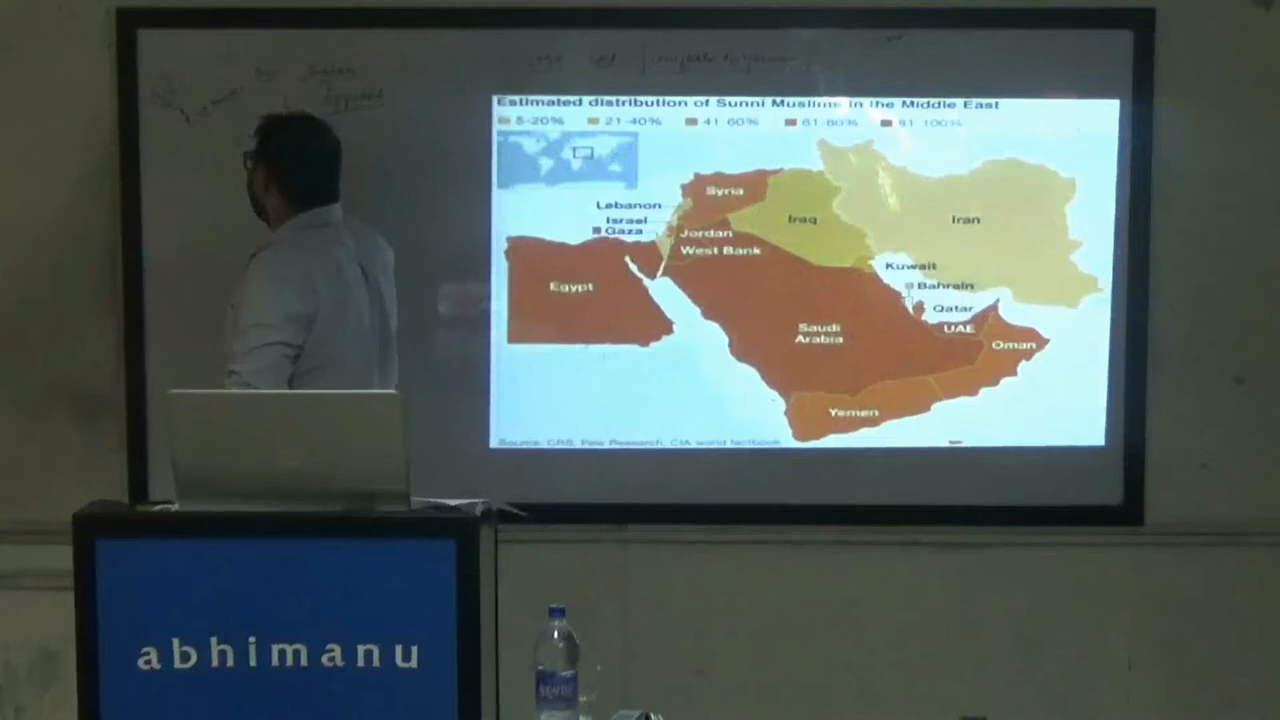 Estimated distribution of Sunni Muslims in the Middle East
5-20% 21-40% 41-60% 61-80% 81-100%
Syria
Lebanon
Iraq
Iran
Israel
Gaza
Jordan
West Bank
Kuwait
Egypt
Bahrain
Qatar
Saudi
Arabia
UAE
Oman
Yemen
Source: CRS, Pew Research, CIA world factbook
abhimanu